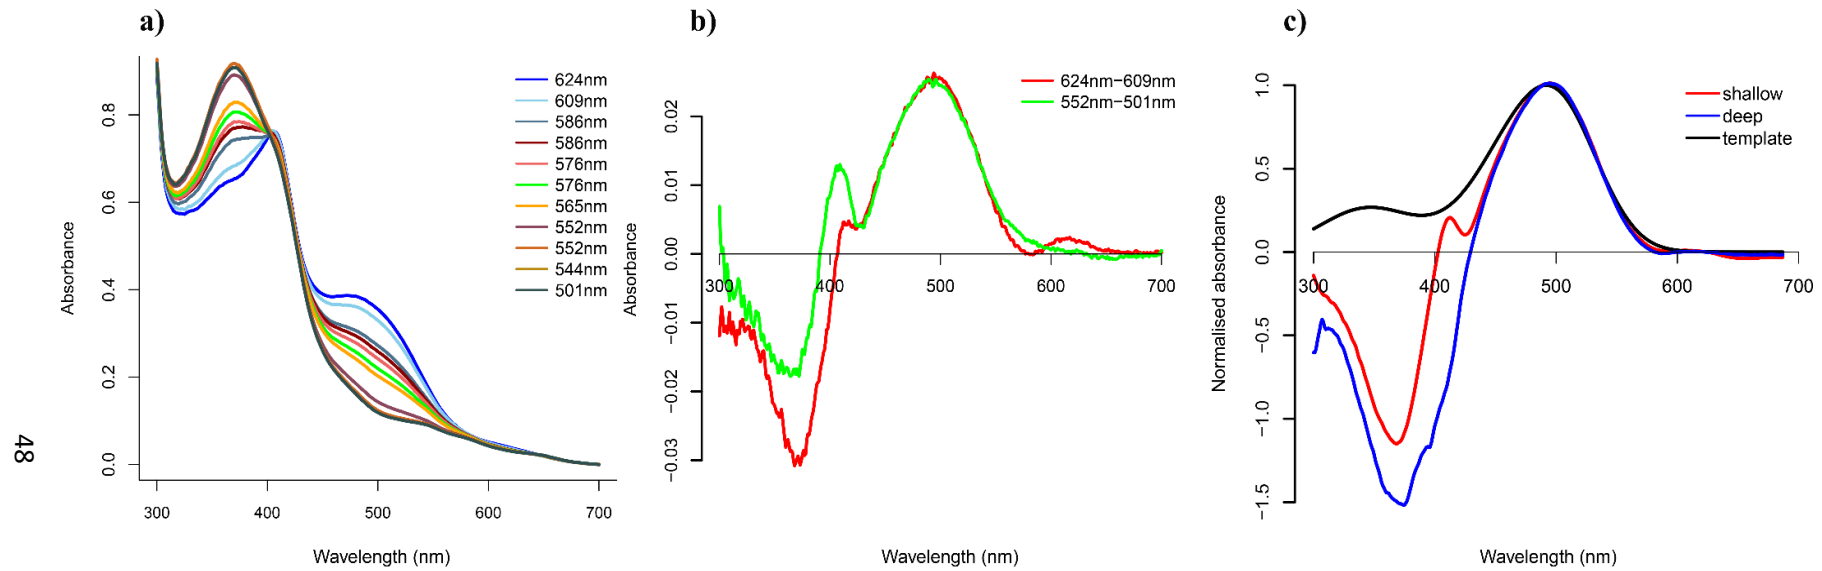 a)
Absorbance
0.0
0.2
0.4
0.6
0.8
300
400
500
600
700
Wavelength (nm)
624nm
609nm
586nm
586nm
576nm
576nm
565nm
552nm
552nm
544nm
501nm
b)
Absorbance
−0.03
−0.02
−0.01
0.00
0.01
0.02
300
400
500
600
700
Wavelength (nm)
624nm−609nm
552nm−501nm
c)
Normalised absorbance
−1.5
−1.0
−0.5
0.0
0.5
1.0
300
400
500
600
700
Wavelength (nm)
shallow
deep
template
48